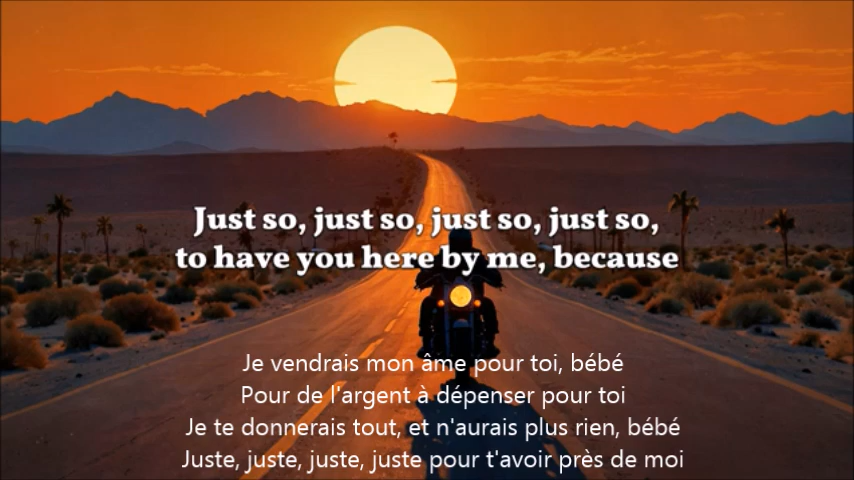 Just so, just so, just so, just so,
to have you here by me, because
Je vendrais mon âme pour toi, bébé
Pour de l'argent à dépenser pour toi
Je te donnerais tout, et n'aurais plus rien, bébé
Juste, juste, juste, juste pour t'avoir près de moi